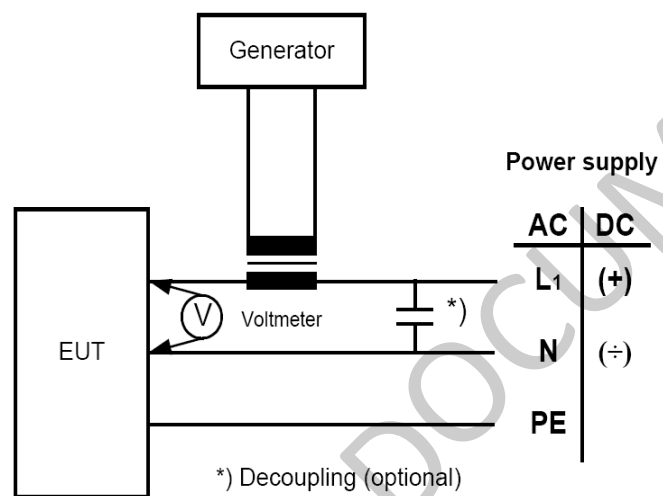 Generator
Power supply
AC DC
L1 (+)
V Voltmeter *)
EUT N (÷)
PE
*) Decoupling (optional)